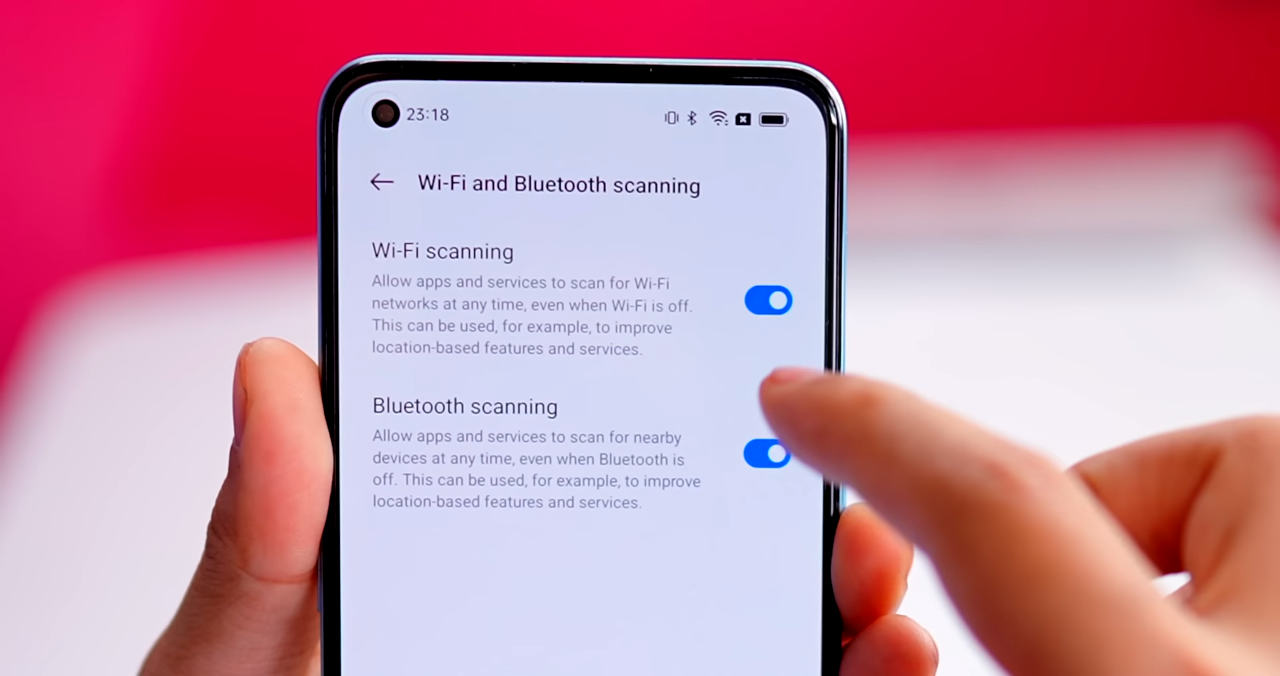 23:18
Wi-Fi and Bluetooth scanning
Wi-Fi scanning
Allow apps and services to scan for Wi-Fi
networks at any time, even when Wi-Fi is off.
This can be used, for example, to improve
location-based features and services.
Bluetooth scanning
Allow apps and services to scan for nearby
devices at any time, even when Bluetooth is
off. This can be used, for example, to improve
location-based features and services.